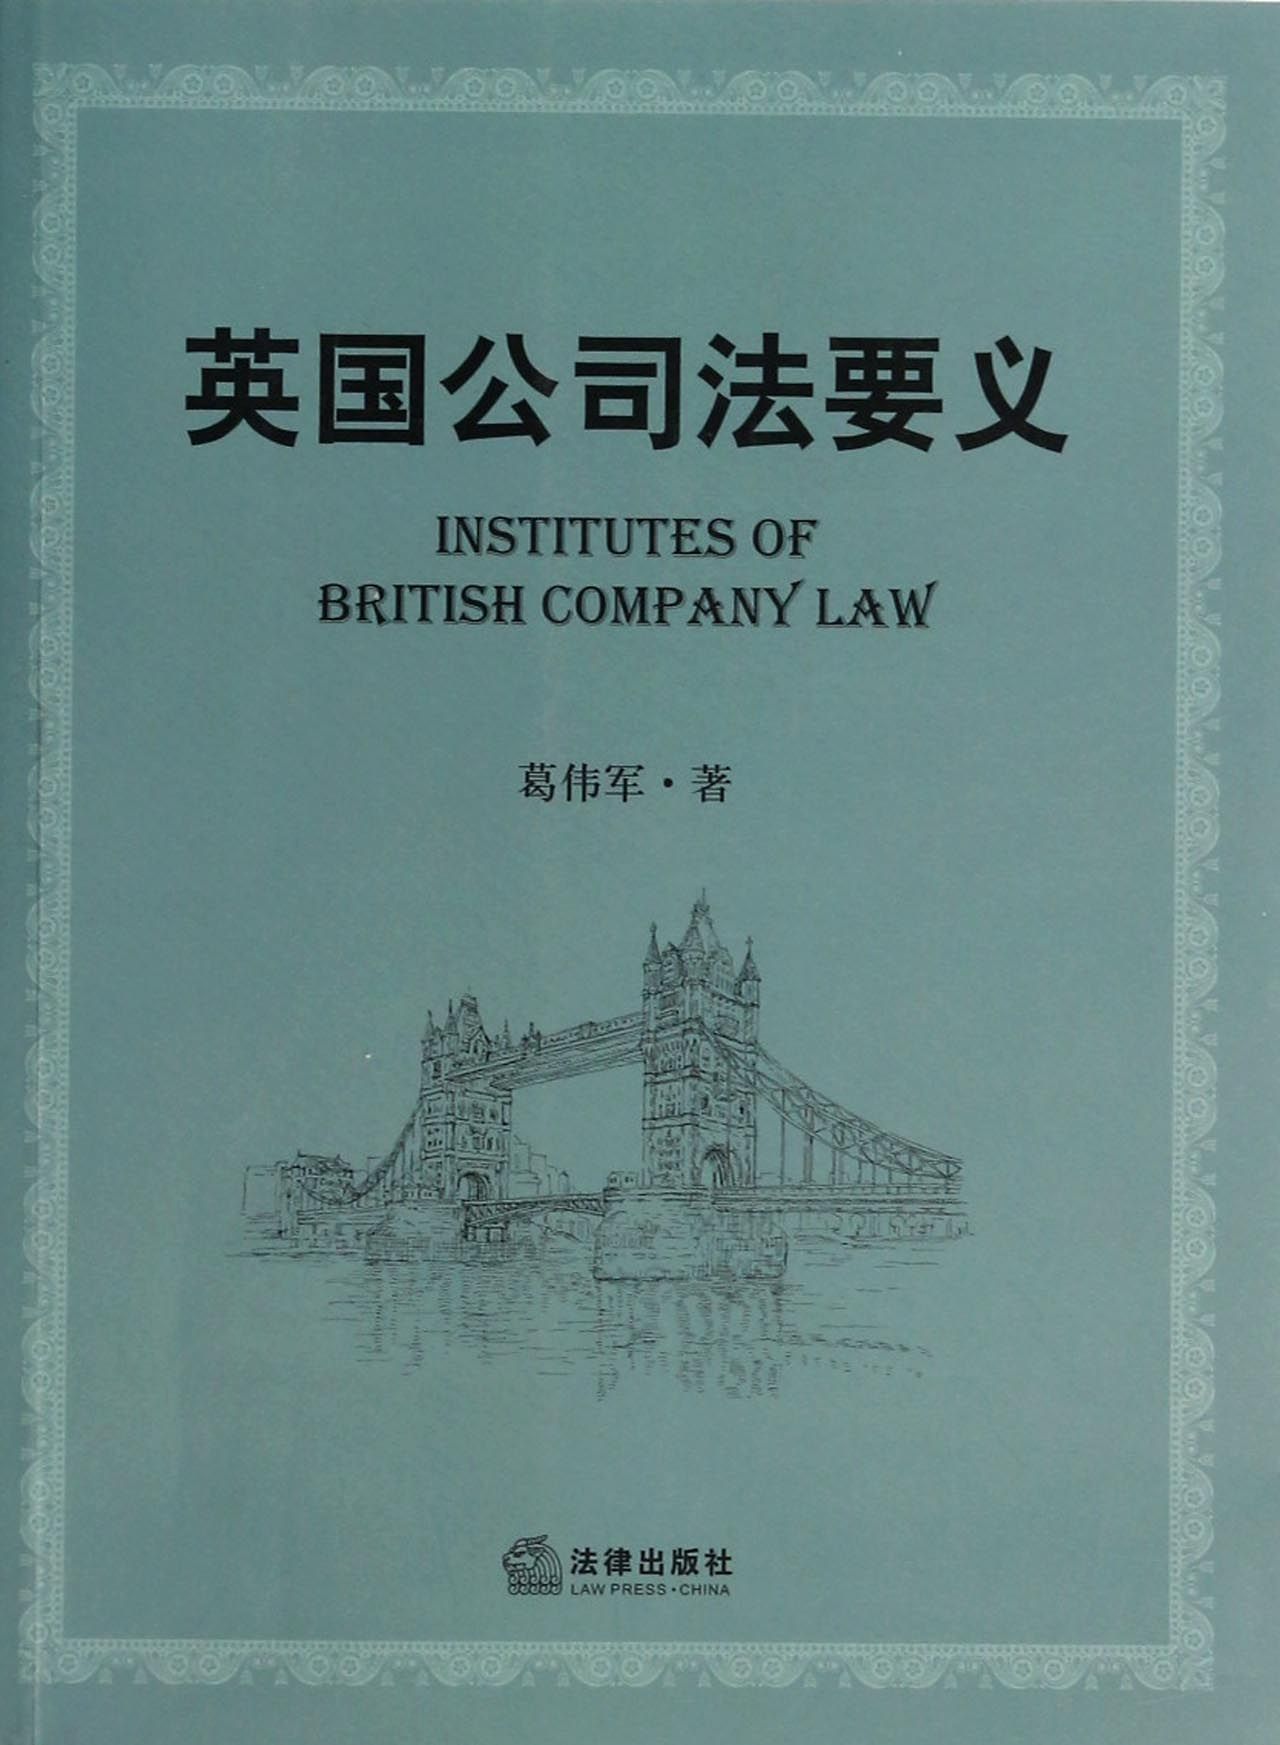 英国公司法要义
INSTITUTES OF
BRITISH COMPANY LAW
葛伟军·著
法律出版社
LAW PRESS·CHINA